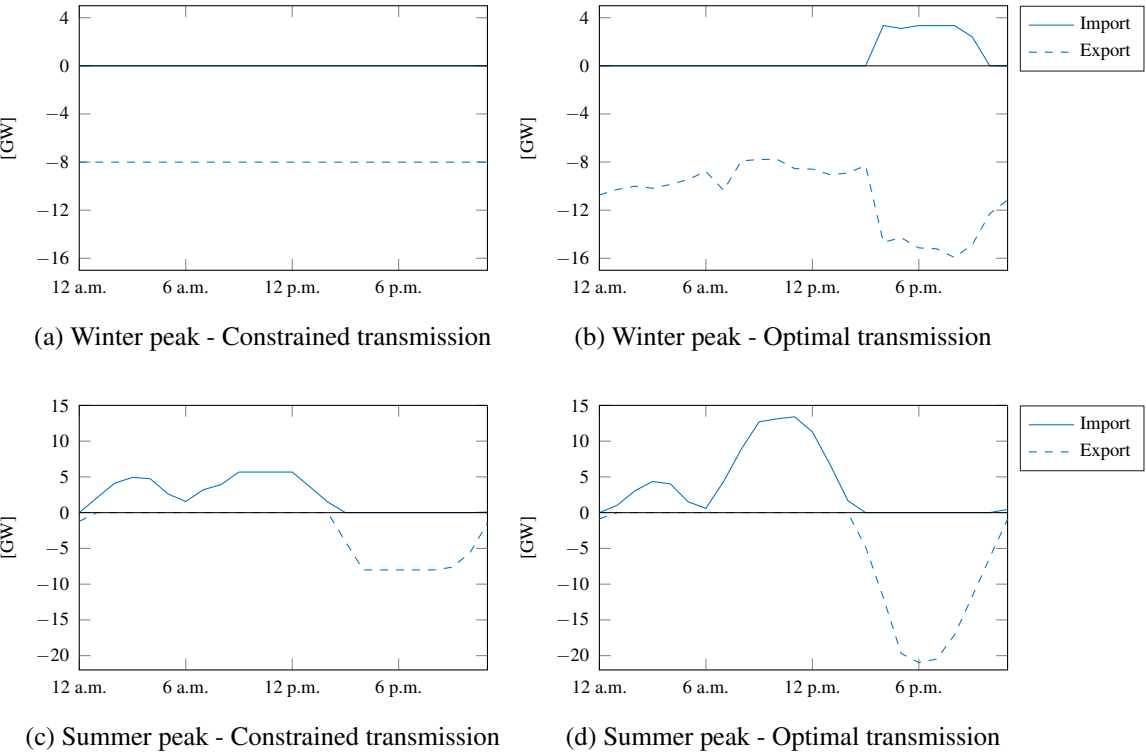 4
0
−4
−8
−12
−16
[GW]
12 a.m. 6 a.m. 12 p.m. 6 p.m.
(a) Winter peak - Constrained transmission
4
0
−4
−8
−12
−16
[GW]
12 a.m. 6 a.m. 12 p.m. 6 p.m.
(b) Winter peak - Optimal transmission
Import
Export
15
10
5
0
−5
−10
−15
−20
[GW]
12 a.m. 6 a.m. 12 p.m. 6 p.m.
(c) Summer peak - Constrained transmission
15
10
5
0
−5
−10
−15
−20
[GW]
12 a.m. 6 a.m. 12 p.m. 6 p.m.
(d) Summer peak - Optimal transmission
Import
Export